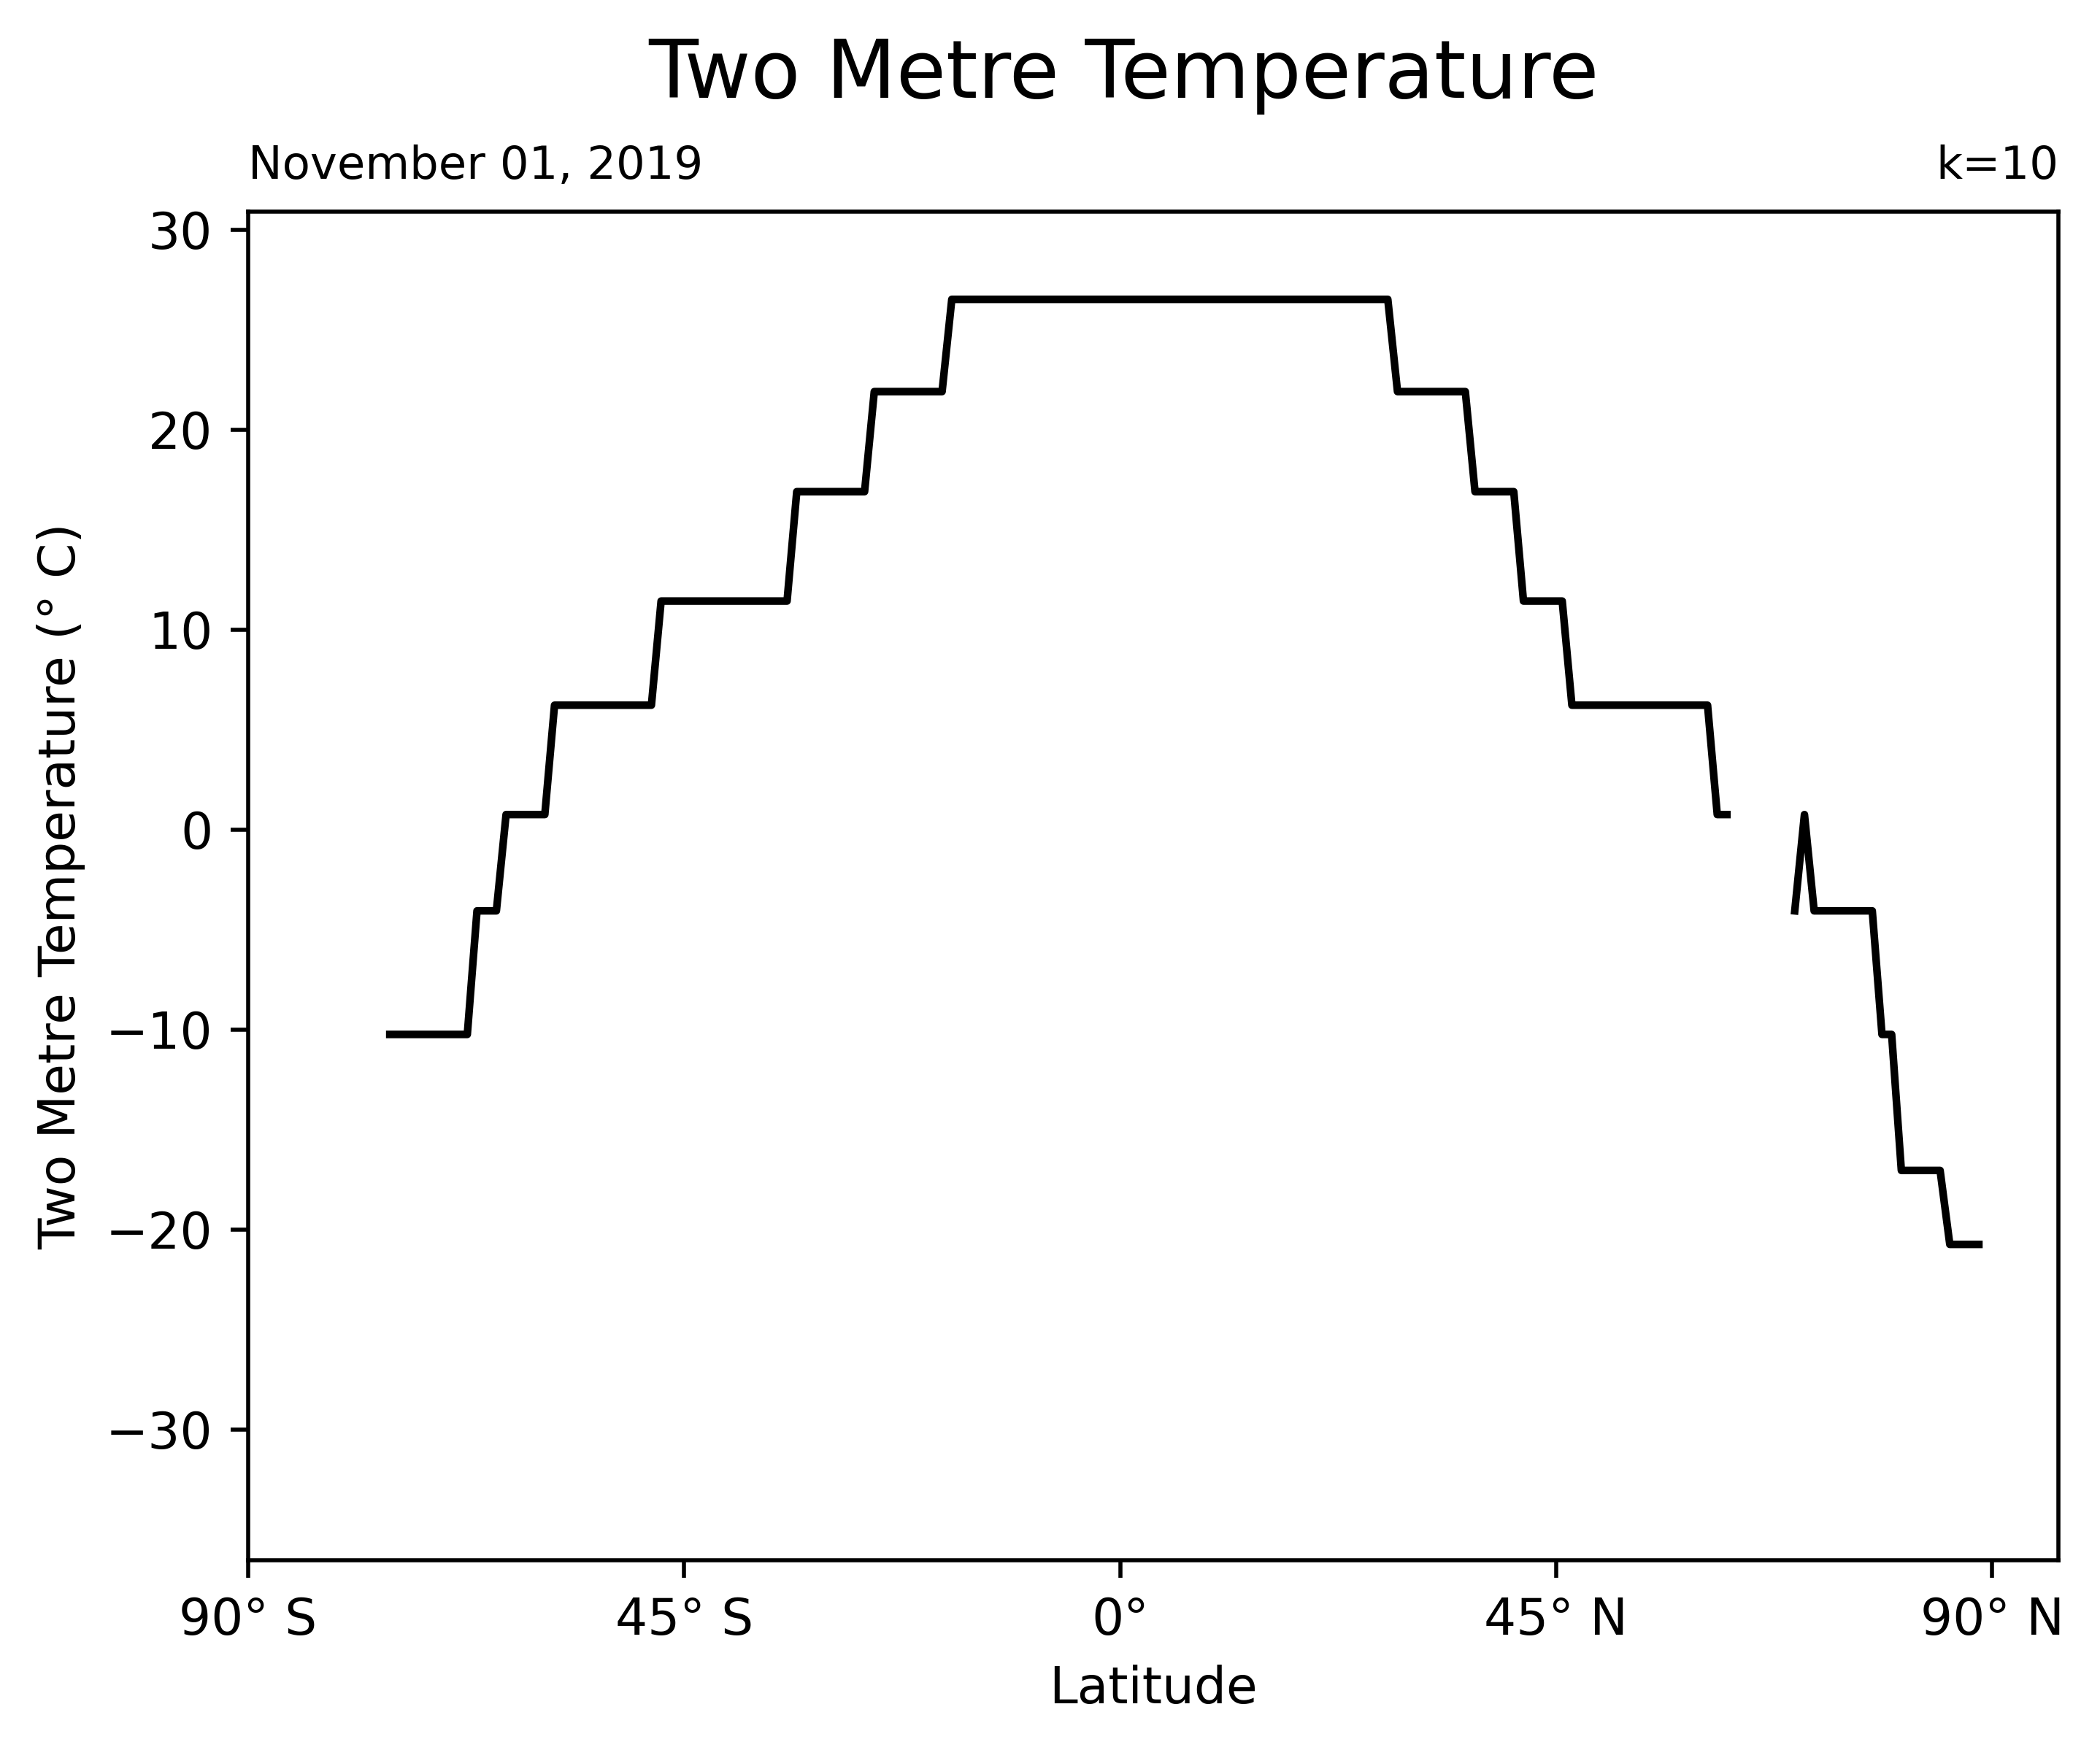 Two Metre Temperature
November 01, 2019
k=10
30
20
10
0
−10
−20
−30
Two Metre Temperature (° C)
90° S
45° S
0°
45° N
90° N
Latitude